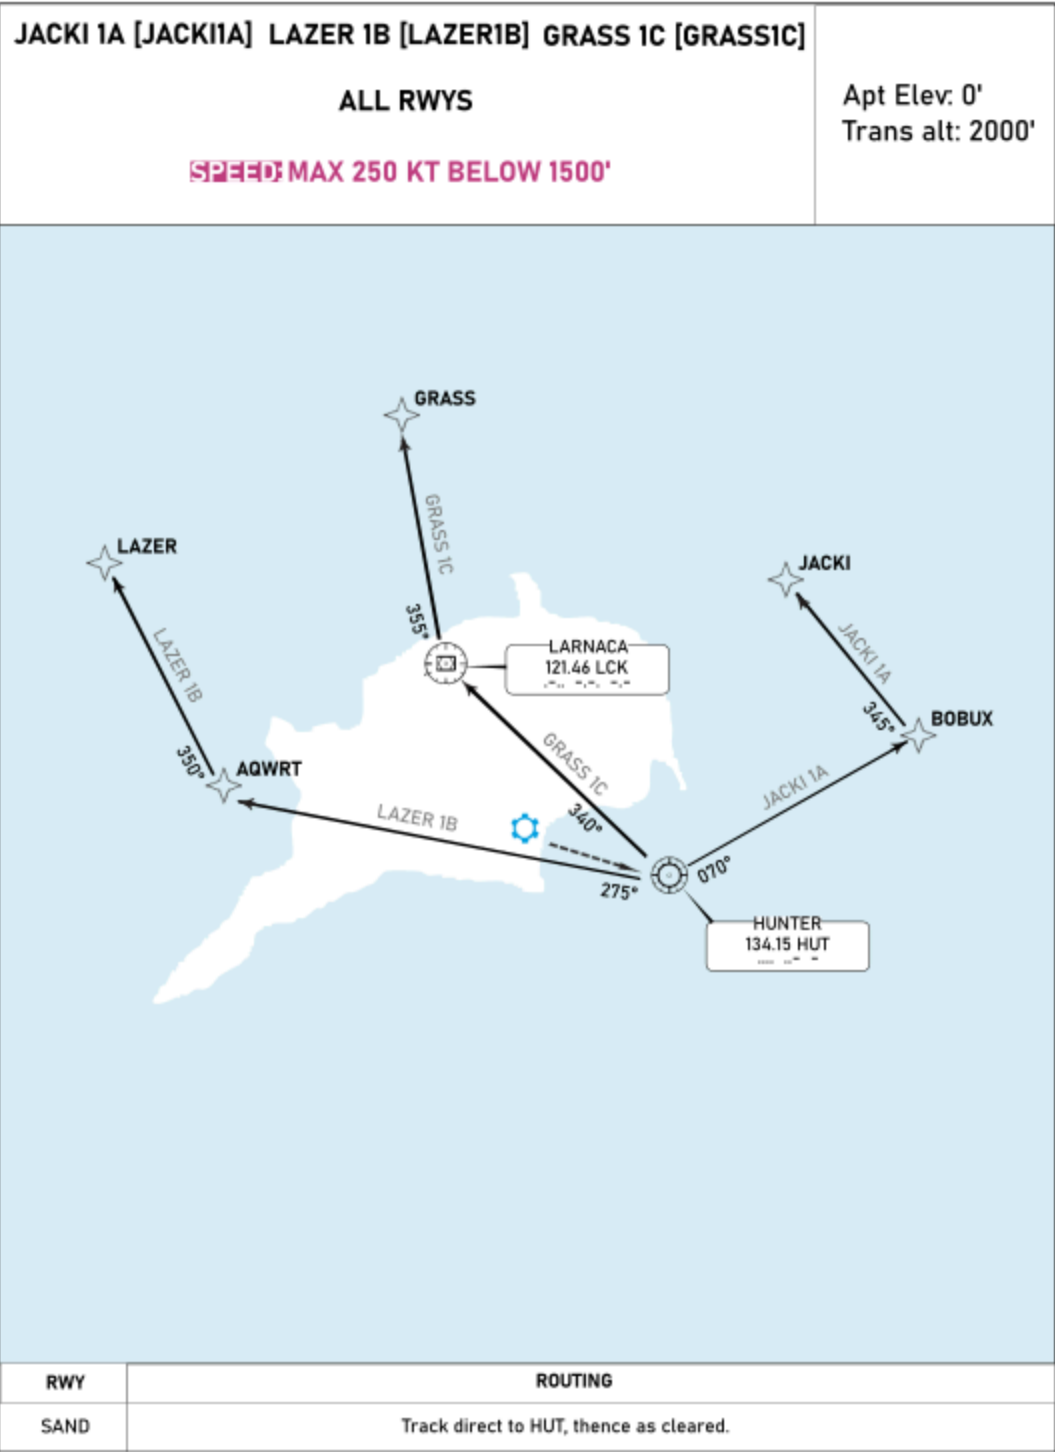 JACKI 1A [JACKI1A] LAZER 1B [LAZER1B] GRASS 1C [GRASS1C]
ALL RWYS
SPEED: MAX 250 KT BELOW 1500'
Apt Elev: 0'
Trans alt: 2000'
GRASS
GRASS 1C
355°
LAZER
LAZER 1B
350°
AQWRT
JACKI
JACKI 1A
345°
BOBUX
LARNACA
121.46 LCK
.-.. -.-. -.-
GRASS 1C
340°
JACKI 1A
070°
LAZER 1B
275°
HUNTER
134.15 HUT
.... ..- -
RWY
ROUTING
SAND
Track direct to HUT, thence as cleared.